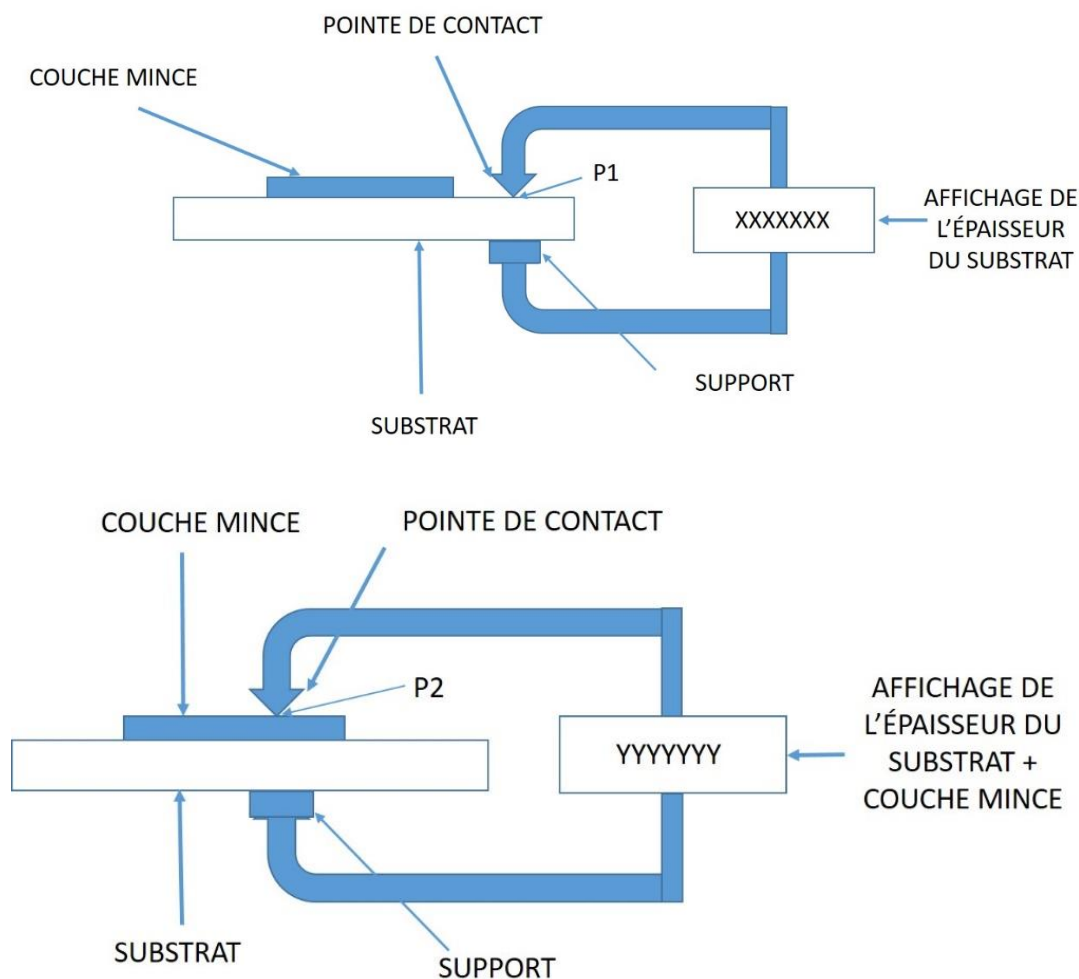 POINTE DE CONTACT
COUCHE MINCE
P1
XXXXXXX
AFFICHAGE DE
L'ÉPAISSEUR
DU SUBSTRAT
SUPPORT
SUBSTRAT
COUCHE MINCE
POINTE DE CONTACT
P2
YYYYYYY
AFFICHAGE DE
L'ÉPAISSEUR DU
SUBSTRAT +
COUCHE MINCE
SUBSTRAT
SUPPORT